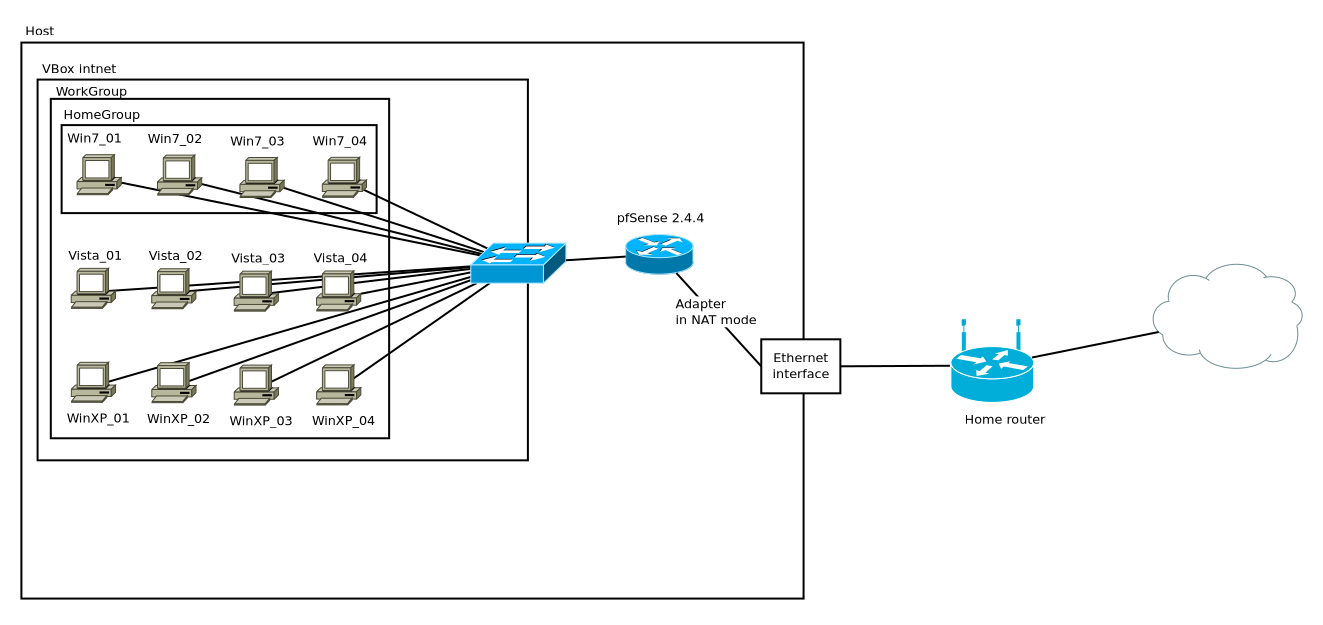 Host
VBox intnet
WorkGroup
HomeGroup
Win7_01
Win7_02
Win7_03
Win7_04
pfSense 2.4.4
Vista_01
Vista_02
Vista_03
Vista_04
Adapter
in NAT mode
Ethernet
interface
WinXP_01
WinXP_02
WinXP_03
WinXP_04
Home router